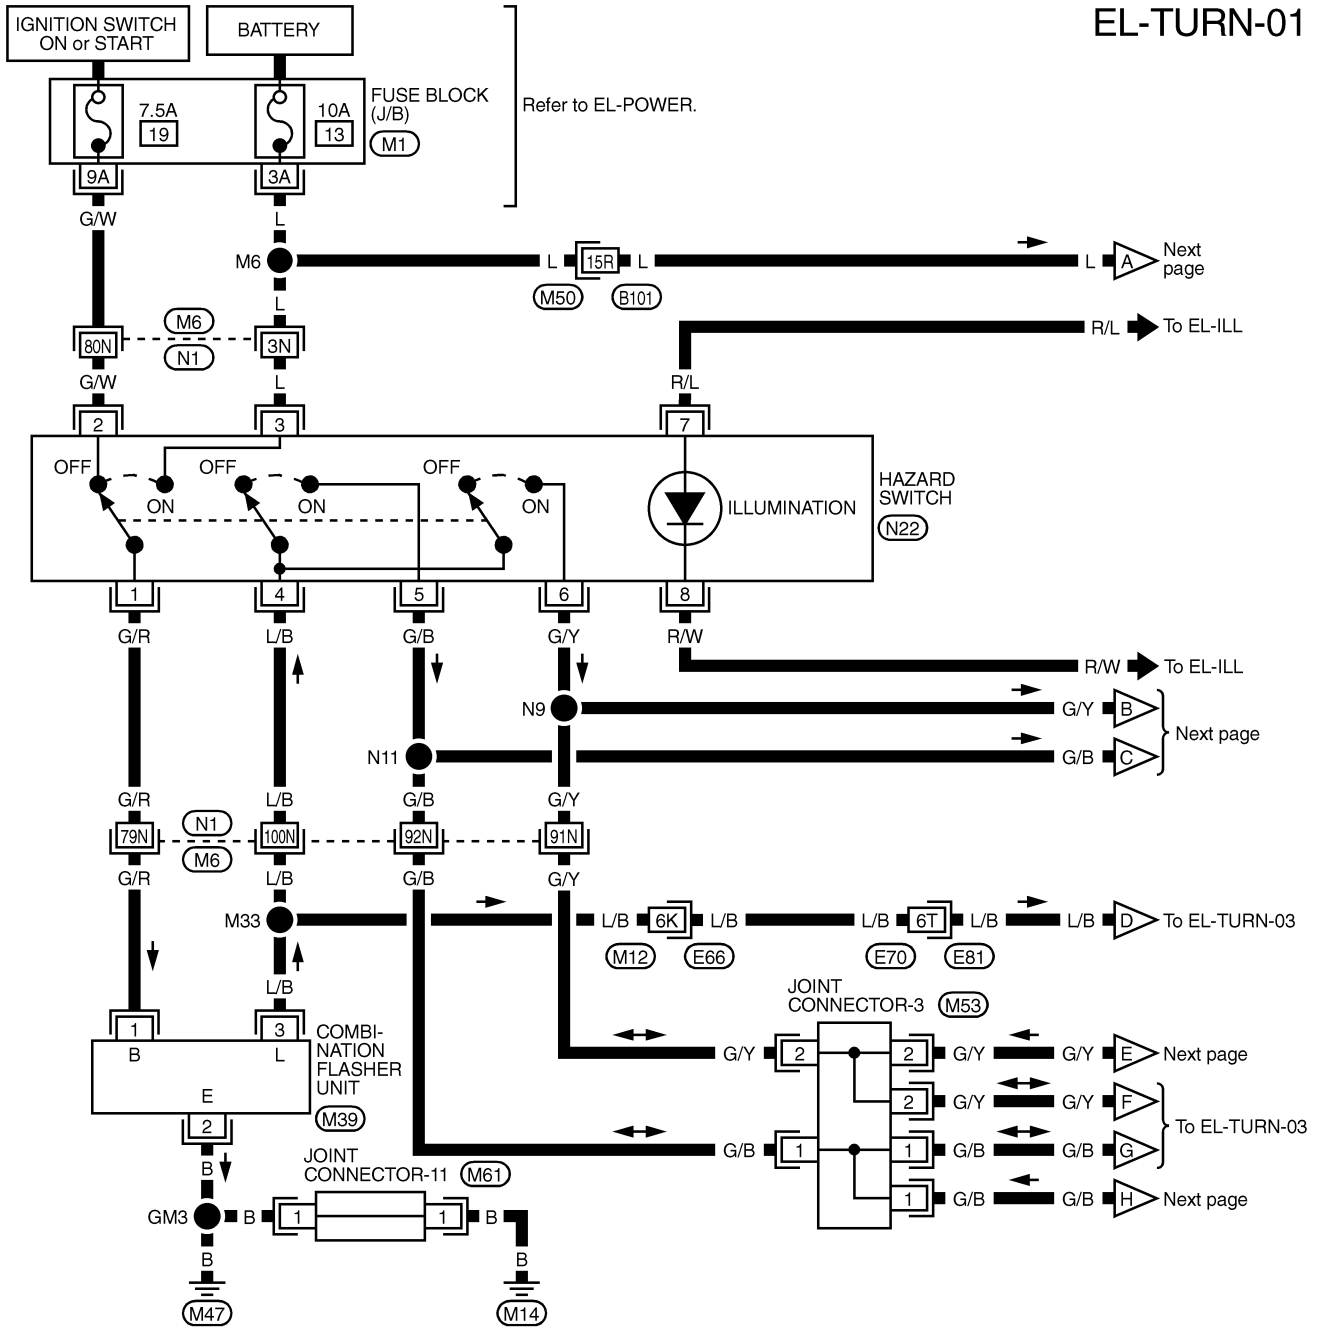 EL-TURN-01
IGNITION SWITCH
ON or START
BATTERY
7.5A
19
10A
13
FUSE BLOCK
(J/B)
M1
Refer to EL-POWER.
9A
3A
G/W
L
M6
L
15R
L
L
A
Next
page
M50
B101
L
M6
N1
80N
3N
R/L
To EL-ILL
G/W
L
R/L
2
3
7
OFF
ON
OFF
ON
OFF
ON
ILLUMINATION
HAZARD
SWITCH
N22
1
4
5
6
8
G/R
L/B
G/B
G/Y
R/W
R/W
To EL-ILL
N9
G/Y
B
N11
G/B
C
Next page
G/R
L/B
G/B
G/Y
N1
M6
79N
100N
92N
91N
G/R
L/B
G/B
G/Y
M33
L/B
6K
L/B
L/B
6T
L/B
L/B
D
To EL-TURN-03
M12
E66
E70
E81
L/B
JOINT
CONNECTOR-3
M53
1
3
B
L
E
2
COMBI-
NATION
FLASHER
UNIT
M39
G/Y
2
2
G/Y
G/Y
E
Next page
2
G/Y
G/Y
F
G/B
1
1
G/B
G/B
G
To EL-TURN-03
1
G/B
G/B
H
Next page
B
JOINT
CONNECTOR-11
M61
GM3
B
1
1
B
B
B
M47
M14